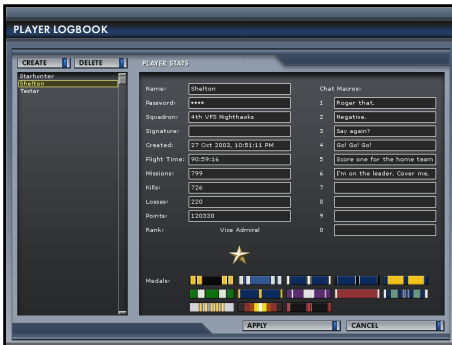 PLAYER LOGBOOK
CREATE DELETE
PLAYER STATS
Starhunter
Shelton
Testar
Name: Shelton
Password: ****
Squadron: 4th VFS Nighthawks
Signature:
Created: 27 Oct 2003, 10:51:11 PM
Flight Time: 90:59:16
Missions: 799
Kills: 726
Losses: 220
Points: 120330
Rank: Vice Admiral
Chat Macros:
1 Roger that.
2 Negative.
3 Say again?
4 Go! Go! Go!
5 Score one for the home team
6 I'm on the leader. Cover me.
7
8
9
0
Medals:
APPLY CANCEL